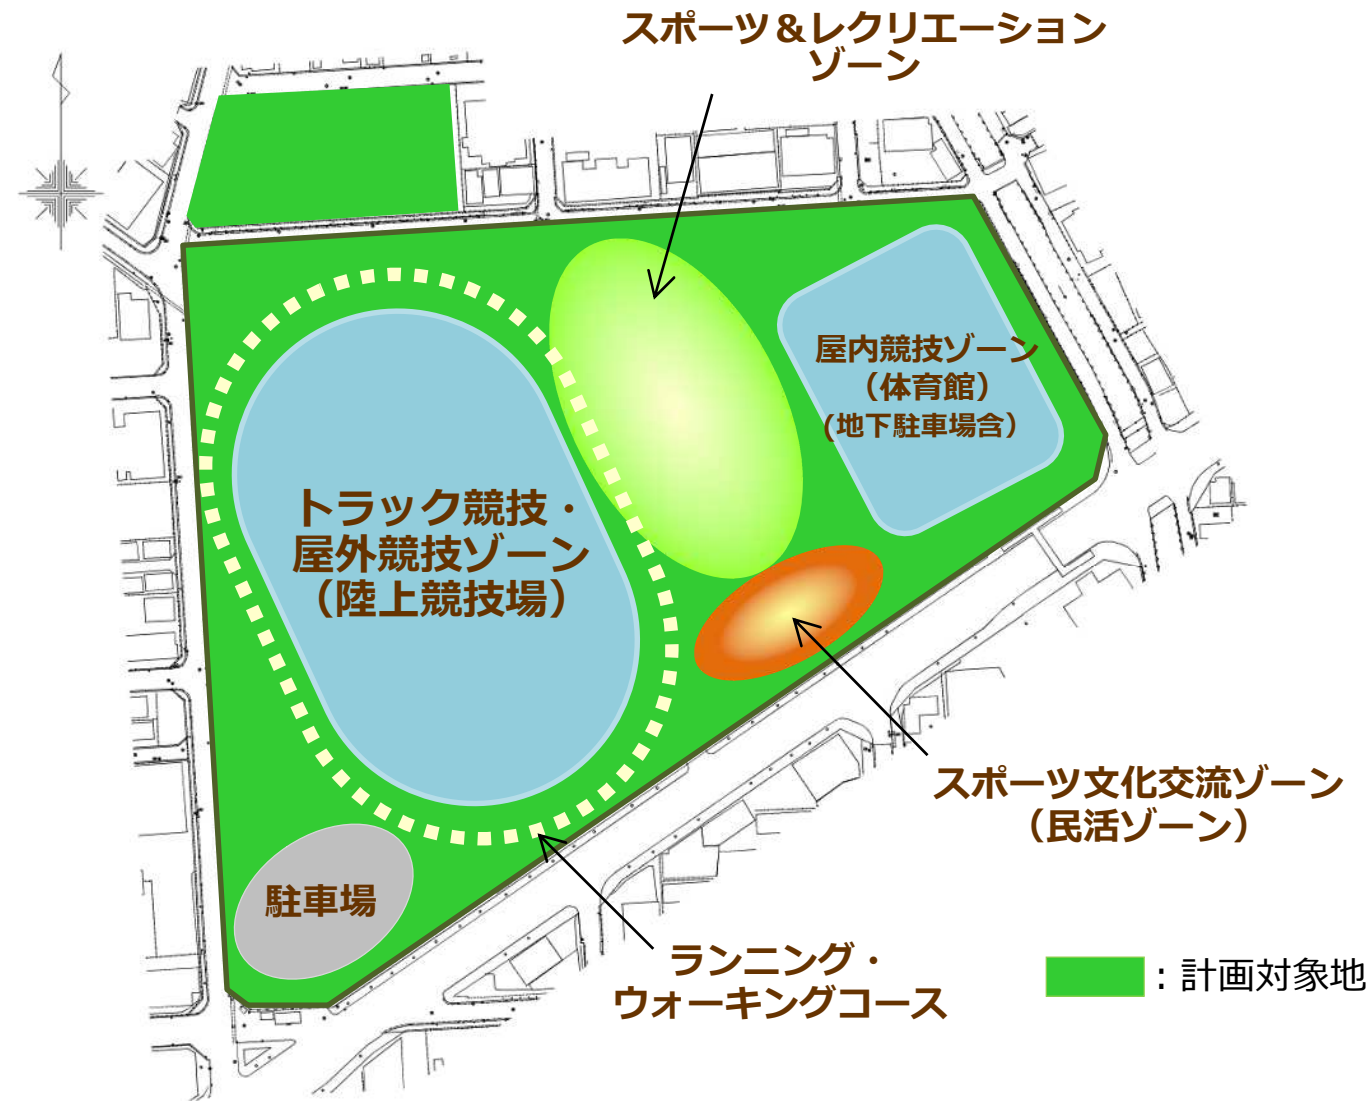 スポーツ＆レクリエーション
ゾーン
屋内競技ゾーン
（体育館）
(地下駐車場含）
トラック競技・
屋外競技ゾーン
（陸上競技場）
スポーツ文化交流ゾーン
（民活ゾーン）
駐車場
ランニング・
ウォーキングコース
：計画対象地